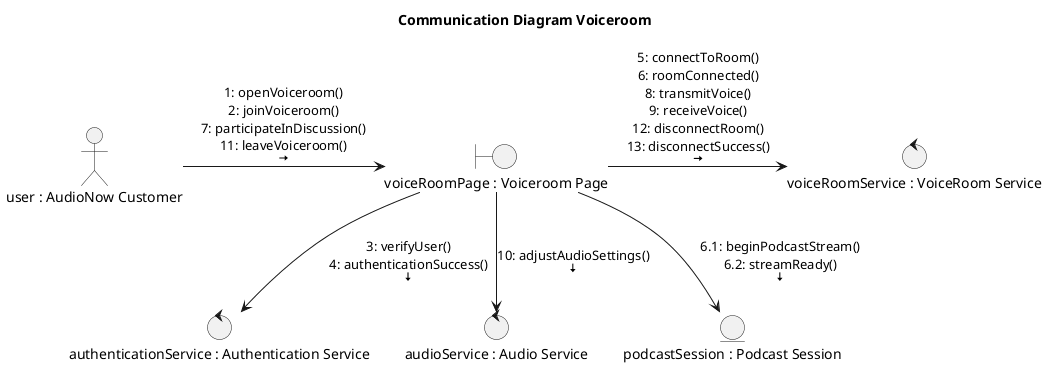 Communication Diagram Voiceroom
1: openVoiceroom()
2: joinVoiceroom()
7: participateInDiscussion()
11: leaveVoiceroom()
5: connectToRoom()
6: roomConnected()
8: transmitVoice()
9: receiveVoice()
12: disconnectRoom()
13: disconnectSuccess()
user : AudioNow Customer
voiceRoomPage : Voiceroom Page
voiceRoomService : VoiceRoom Service
3: verifyUser()
4: authenticationSuccess()
10: adjustAudioSettings()
6.1: beginPodcastStream()
6.2: streamReady()
authenticationService : Authentication Service
audioService : Audio Service
podcastSession : Podcast Session